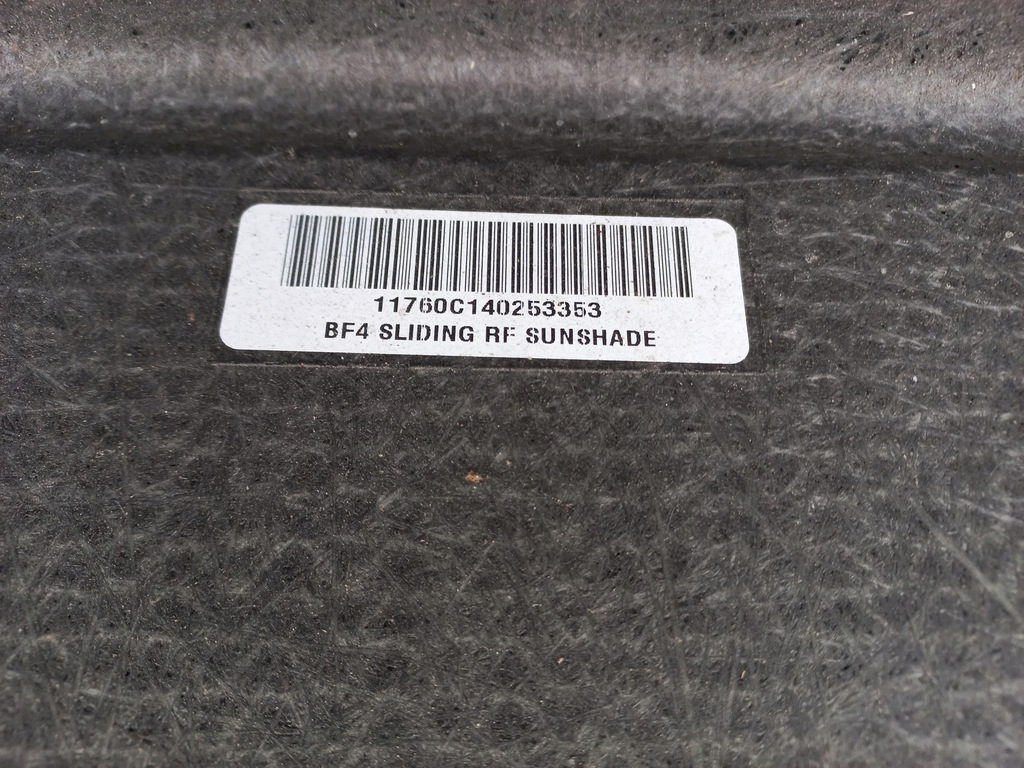 11760C140253353
BF4 SLIDING RF SUNSHADE